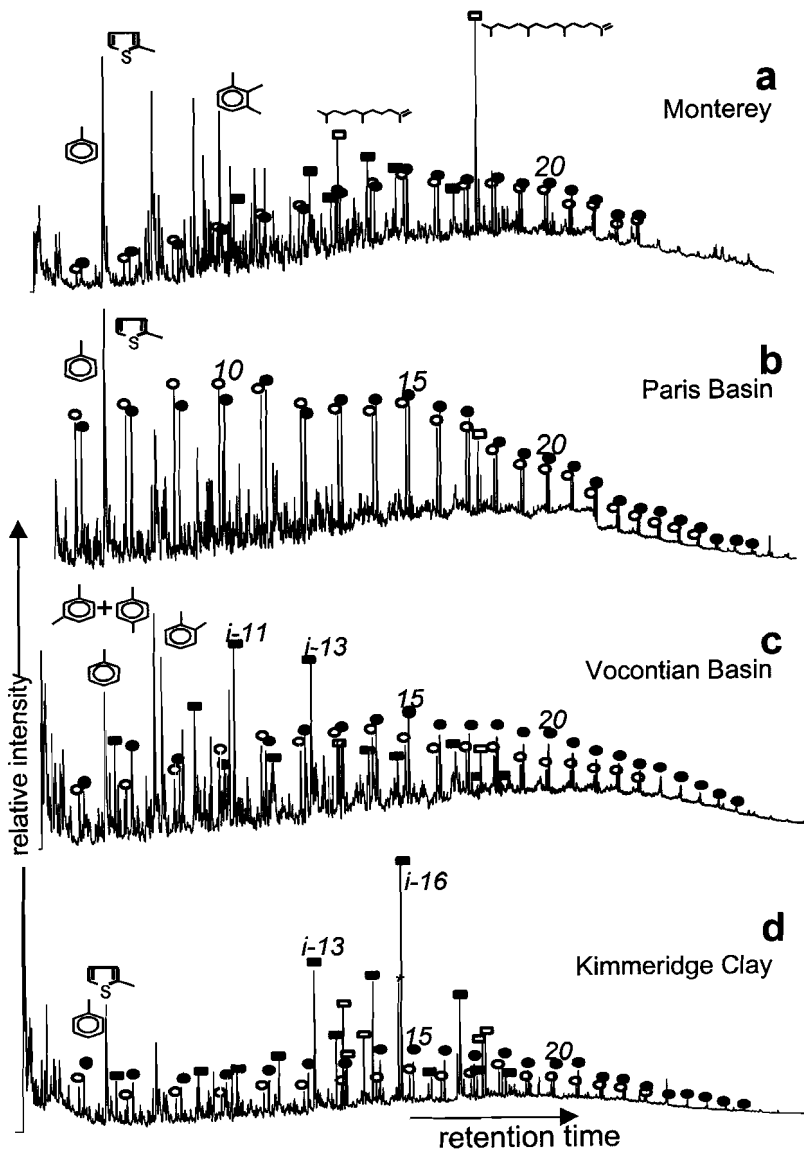 a
Monterey
S
20
b
Paris Basin
S
10
15
20
c
Vocontian Basin
+
i-11
i-13
15
20
d
Kimmeridge Clay
i-16
i-13
S
15
20
relative intensity
retention time